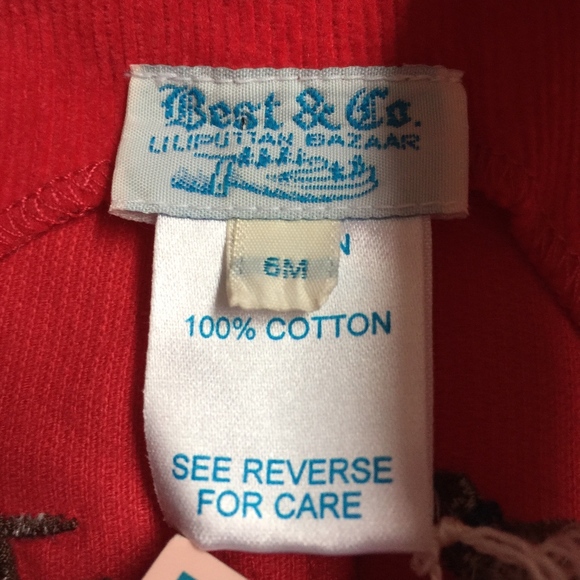 Best & Co.
LILIPUTIAN BAZAAR
6M
100% COTTON
SEE REVERSE
FOR CARE